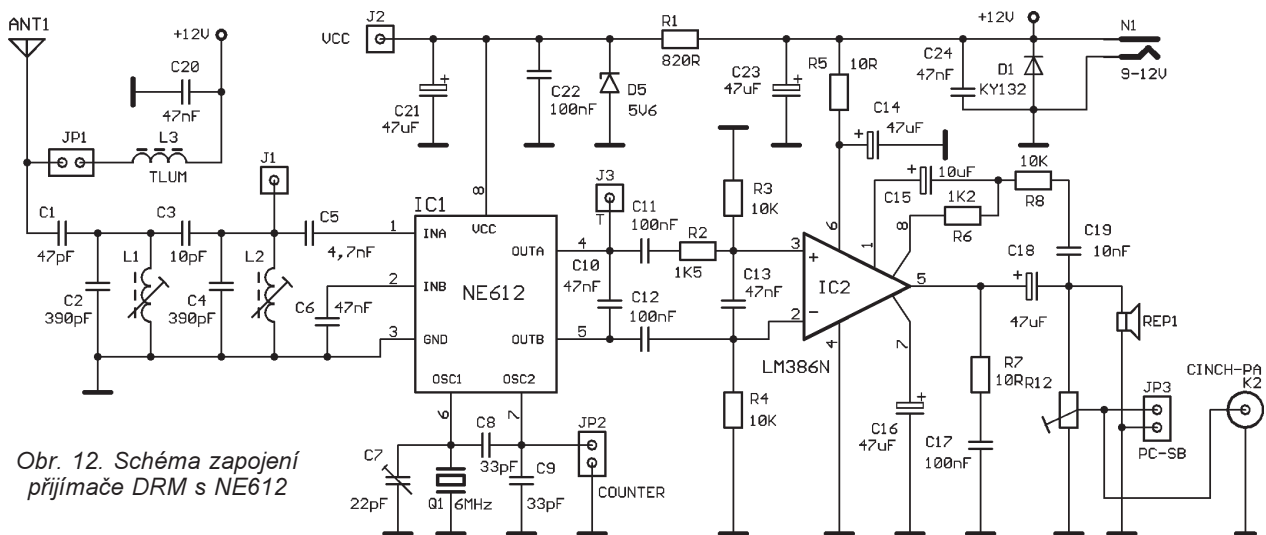 ANT1
+12V
C20
47nF
JP1
L3
TLUM
J1
C1
47pF
C3
10pF
C5
4,7nF
L1
L2
C2
390pF
C4
390pF
C6
47nF
J2
VCC
C21
47uF
C22
100nF
D5
5V6
R1
820R
C23
47uF
R5
10R
C14
47uF
+12V
N1
C24
47nF
D1
KY132
9-12V
IC1
8
VCC
1
INA
2
INB
3
GND
NE612
OUTA
4
OUTB
5
OSC1
OSC2
6
7
J3
T
C11
100nF
R2
1K5
C10
47nF
C12
100nF
R3
10K
C13
47nF
R4
10K
3
+
2
-
IC2
LM386N
6
1
8
5
4
7
C15
10uF
1K2
R6
10K
R8
C19
10nF
C18
47uF
C16
47uF
R7
10R
C17
100nF
R12
REP1
JP3
PC-SB
CINCH-PA
K2
C7
22pF
Q1
6MHz
C8
33pF
C9
33pF
JP2
COUNTER
Obr. 12. Schéma zapojení
přijímače DRM s NE612